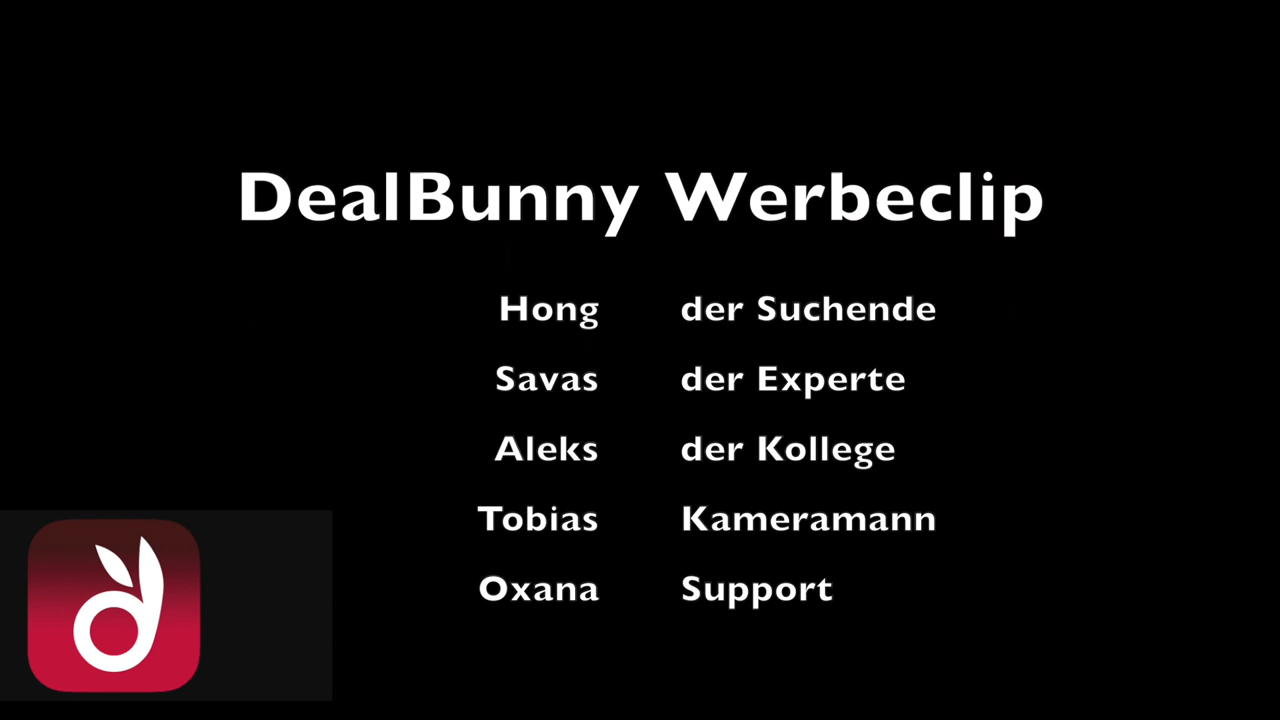 DealBunny Werbeclip
Hong der Suchende
Savas der Experte
Aleks der Kollege
Tobias Kameramann
Oxana Support